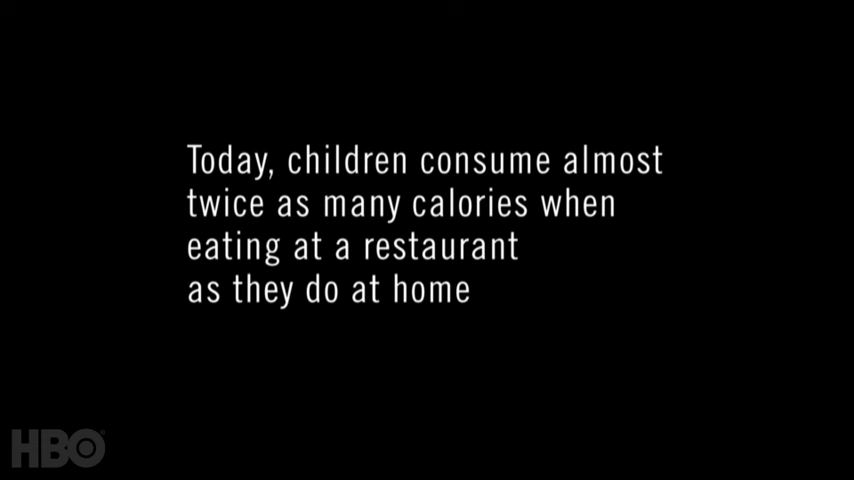 Today, children consume almost
twice as many calories when
eating at a restaurant
as they do at home
HBO